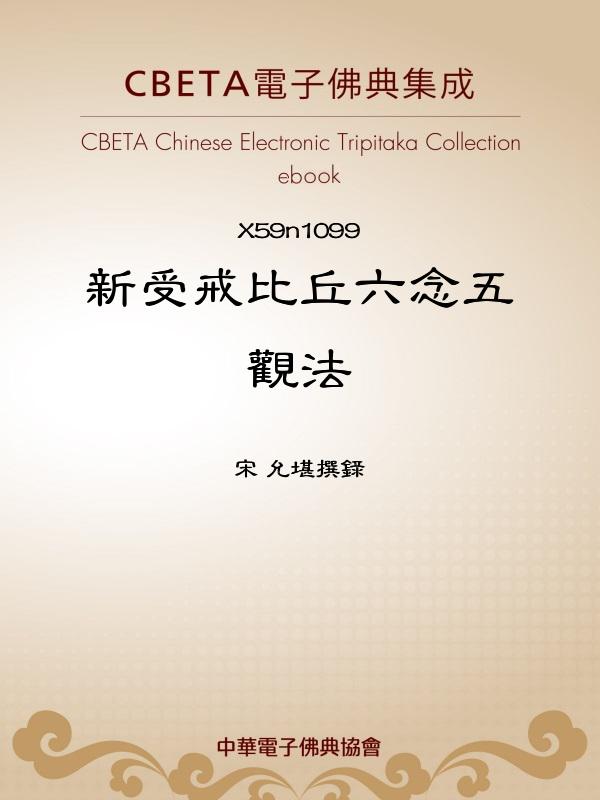 CBETA電子佛典集成
CBETA Chinese Electronic Tripitaka Collection
ebook
X59n1099
新受戒比丘六念五
觀法
宋 允堪撰錄
中華電子佛典協會